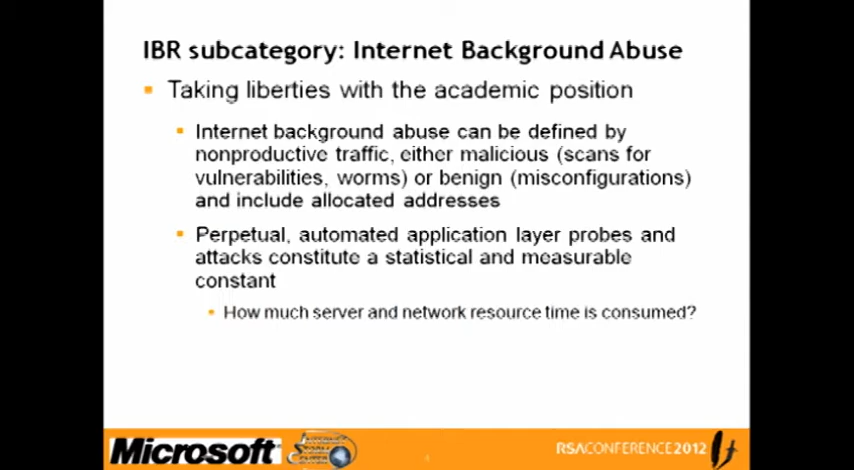 IBR subcategory: Internet Background Abuse
Taking liberties with the academic position
Internet background abuse can be defined by
nonproductive traffic, either malicious (scans for
vulnerabilities, worms) or benign (misconfigurations)
and include allocated addresses
Perpetual, automated application layer probes and
attacks constitute a statistical and measurable
constant
How much server and network resource time is consumed?
Microsoft
RSACONFERENCE2012